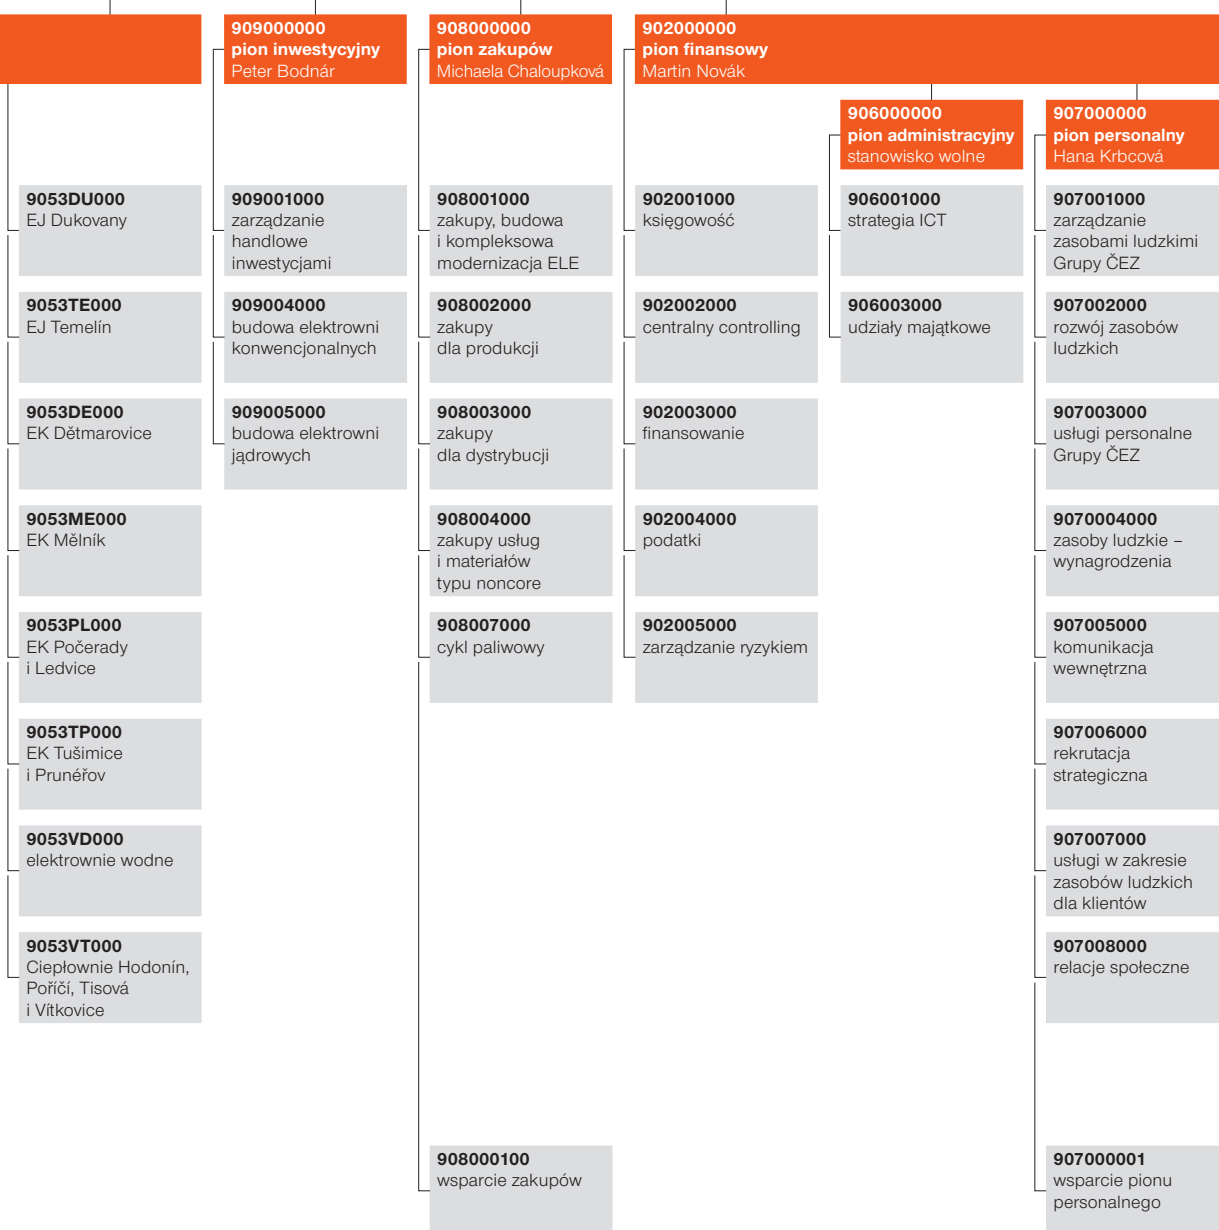 909000000
pion inwestycyjny
Peter Bodnár
908000000
pion zakupów
Michaela Chaloupková
902000000
pion finansowy
Martin Novák
906000000
pion administracyjny
stanowisko wolne
907000000
pion personalny
Hana Krbcová
9053DU000
EJ Dukovany
9053TE000
EJ Temelín
9053DE000
EK Dětmarovice
9053ME000
EK Mělník
9053PL000
EK Počerady
i Ledvice
9053TP000
EK Tušimice
i Prunéřov
9053VD000
elektrownie wodne
9053VT000
Ciepłownie Hodonín,
Poříčí, Tisová
i Vítkovice
909001000
zarządzanie
handlowe
inwestycjami
909004000
budowa elektrowni
konwencjonalnych
909005000
budowa elektrowni
jądrowych
908001000
zakupy, budowa
i kompleksowa
modernizacja ELE
908002000
zakupy
dla produkcji
908003000
zakupy
dla dystrybucji
908004000
zakupy usług
i materiałów
typu noncore
908007000
cykl paliwowy
908000100
wsparcie zakupów
902001000
księgowość
902002000
centralny controlling
902003000
finansowanie
902004000
podatki
902005000
zarządzanie ryzykiem
906001000
strategia ICT
906003000
udziały majątkowe
907001000
zarządzanie
zasobami ludzkimi
Grupy ČEZ
907002000
rozwój zasobów
ludzkich
907003000
usługi personalne
Grupy ČEZ
9070004000
zasoby ludzkie –
wynagrodzenia
907005000
komunikacja
wewnętrzna
907006000
rekrutacja
strategiczna
907007000
usługi w zakresie
zasobów ludzkich
dla klientów
907008000
relacje społeczne
907000001
wsparcie pionu
personalnego